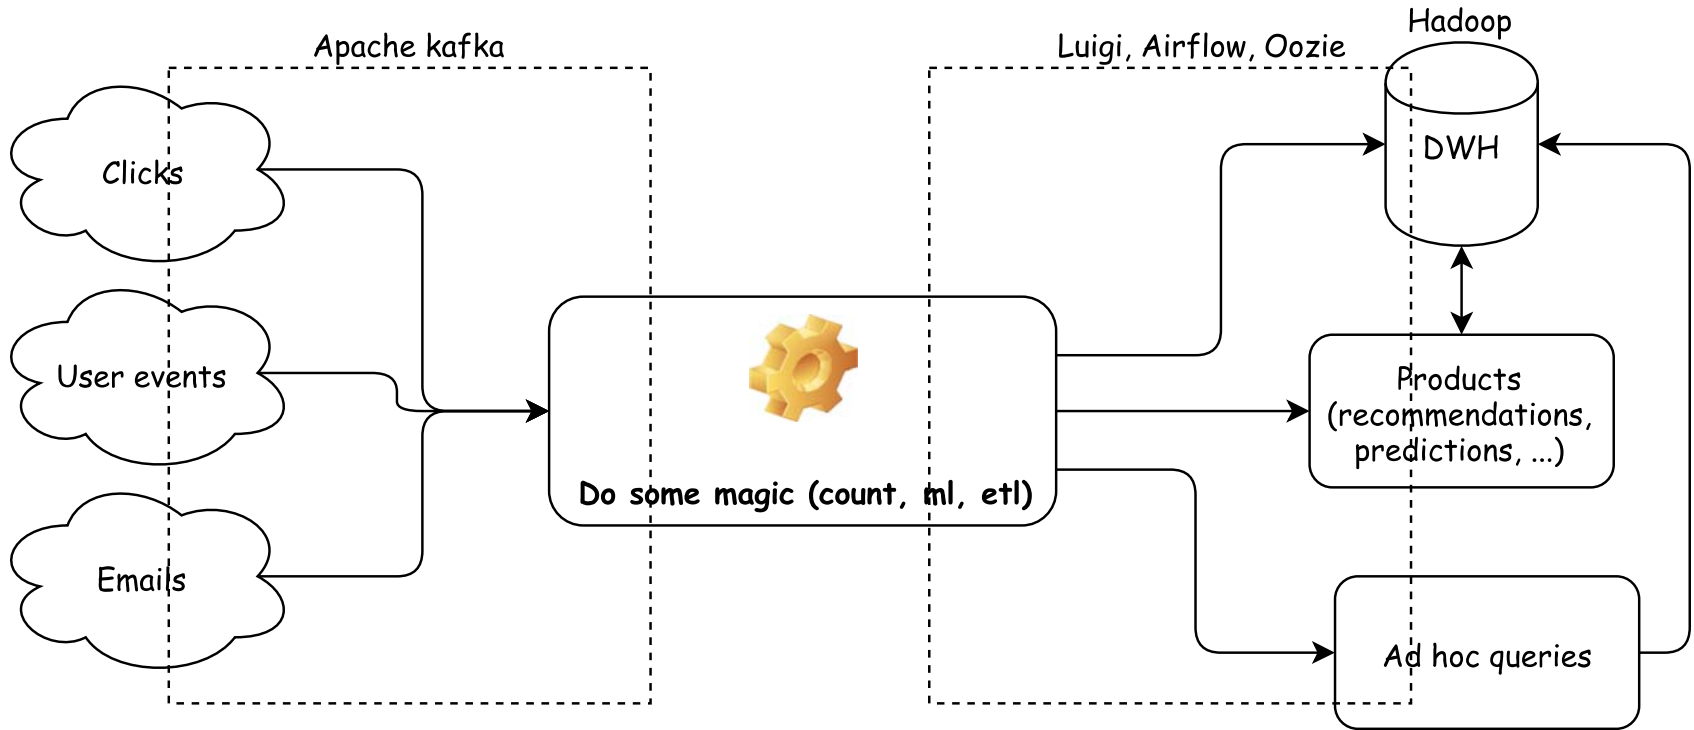 Apache kafka
Luigi, Airflow, Oozie
Hadoop
Clicks
DWH
User events
Products
(recommendations,
predictions, ...)
Do some magic (count, ml, etl)
Emails
Ad hoc queries